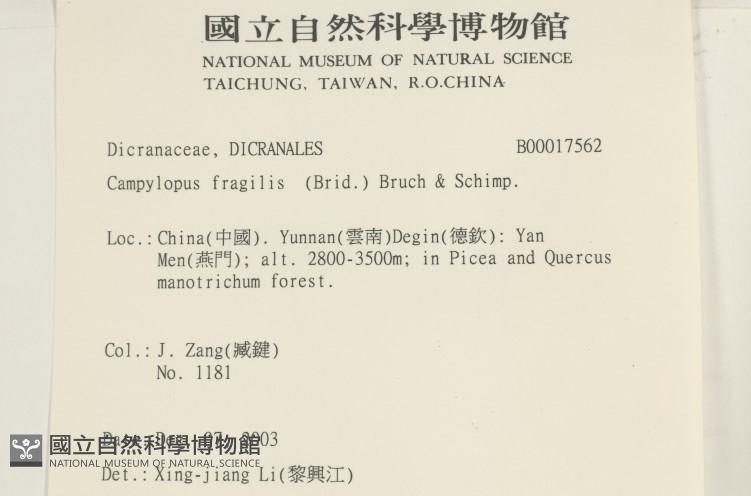 國立自然科學博物館
NATIONAL MUSEUM OF NATURAL SCIENCE
TAICHUNG, TAIWAN, R.O.CHINA
Dicranaceae, DICRANALES B00017562
Campylopus fragilis (Brid.) Bruch & Schimp.
Loc.: China(中國). Yunnan(雲南)Degin(德欽): Yan
Men(燕門); alt. 2800-3500m; in Picea and Quercus
manotrichum forest.
Col.: J. Zang(臧鍵)
No. 1181
2003
國立自然科學博物館
NATIONAL MUSEUM OF NATURAL SCIENCE
Det.: Xing-jiang Li(黎興江)